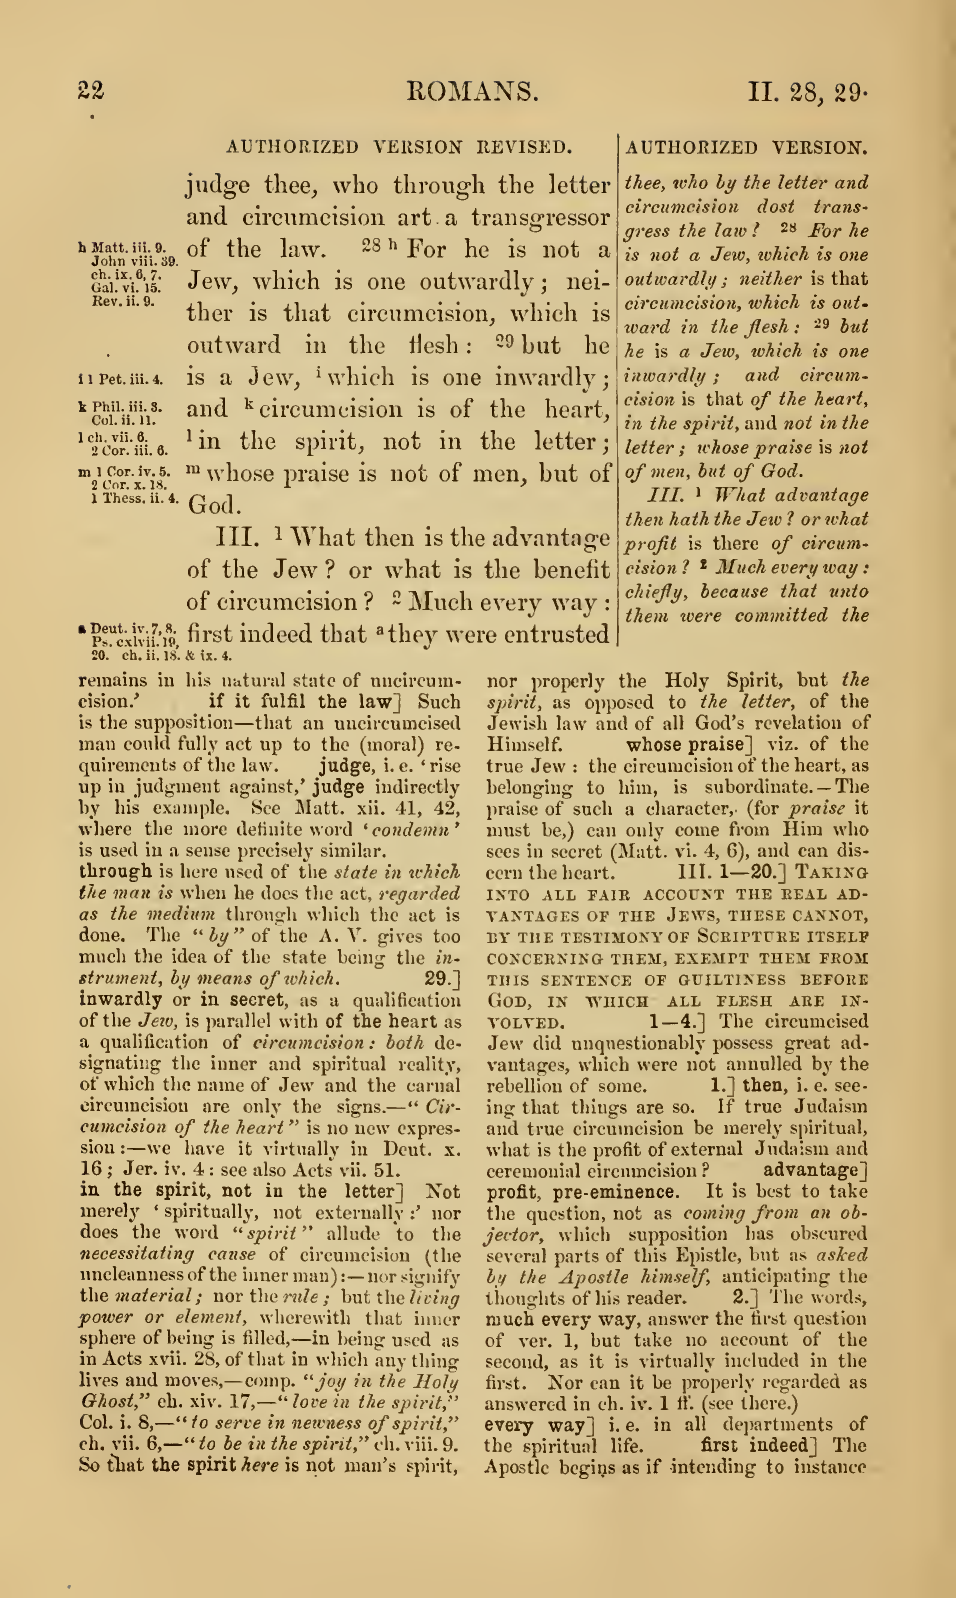 22 ROMANS. II. 28, 29.
AUTHORIZED VERSION REVISED.
judge thee, who through the letter
and circumcision art a transgressor
of the law. 28 h For he is not a
Jew, which is one outwardly; nei-
ther is that circumcision, which is
outward in the flesh: 29 but he
is a Jew, i which is one inwardly;
and k circumcision is of the heart,
l in the spirit, not in the letter;
m whose praise is not of men, but of
God.
III. 1 What then is the advantage
of the Jew? or what is the benefit
of circumcision? 2 Much every way:
first indeed that a they were entrusted
h Matt. iii. 9.
John viii. 39.
ch. ix. 6, 7.
Gal. vi. 15.
Rev. ii. 9.
i 1 Pet. iii. 4.
k Phil. iii. 3.
Col. ii. 11.
l ch. vii. 6.
2 Cor. iii. 6.
m 1 Cor. iv. 5.
2 Cor. x. 18.
1 Thess. ii. 4.
a Deut. iv. 7, 8.
Ps. cxlvii. 19,
20. ch. ii. 18. & ix. 4.
AUTHORIZED VERSION.
thee, who by the letter and
circumcision dost trans-
gress the law? 28 For he
is not a Jew, which is one
outwardly; neither is that
circumcision, which is out-
ward in the flesh: 29 but
he is a Jew, which is one
inwardly; and circum-
cision is that of the heart,
in the spirit, and not in the
letter; whose praise is not
of men, but of God.
III. 1 What advantage
then hath the Jew? or what
profit is there of circum-
cision? 2 Much every way:
chiefly, because that unto
them were committed the
remains in his natural state of uncircum-
cision.’ if it fulfil the law] Such
is the supposition—that an uncircumcised
man could fully act up to the (moral) re-
quirements of the law. judge, i. e. ‘rise
up in judgment against,’ judge indirectly
by his example. See Matt. xii. 41, 42,
where the more definite word ‘condemn’
is used in a sense precisely similar.
through is here used of the state in which
the man is when he does the act, regarded
as the medium through which the act is
done. The “by” of the A. V. gives too
much the idea of the state being the in-
strument, by means of which. 29.]
inwardly or in secret, as a qualification
of the Jew, is parallel with of the heart as
a qualification of circumcision: both de-
signating the inner and spiritual reality,
of which the name of Jew and the carnal
circumcision are only the signs.—“Cir-
cumcision of the heart” is no new expres-
sion:—we have it virtually in Deut. x.
16; Jer. iv. 4: see also Acts vii. 51.
in the spirit, not in the letter] Not
merely ‘spiritually, not externally:’ nor
does the word “spirit” allude to the
necessitating cause of circumcision (the
uncleanness of the inner man):—nor signify
the material; nor the rule; but the living
power or element, wherewith that inner
sphere of being is filled,—in being used as
in Acts xvii. 28, of that in which any thing
lives and moves,—comp. “joy in the Holy
Ghost,” ch. xiv. 17,—“love in the spirit,”
Col. i. 8,—“to serve in newness of spirit,”
ch. vii. 6,—“to be in the spirit,” ch. viii. 9.
So that the spirit here is not man’s spirit,
nor properly the Holy Spirit, but the
spirit, as opposed to the letter, of the
Jewish law and of all God’s revelation of
Himself. whose praise] viz. of the
true Jew: the circumcision of the heart, as
belonging to him, is subordinate.—The
praise of such a character, (for praise it
must be,) can only come from Him who
sees in secret (Matt. vi. 4, 6), and can dis-
cern the heart. III. 1—20.] TAKING
INTO ALL FAIR ACCOUNT THE REAL AD-
VANTAGES OF THE JEWS, THESE CANNOT,
BY THE TESTIMONY OF SCRIPTURE ITSELF
CONCERNING THEM, EXEMPT THEM FROM
THIS SENTENCE OF GUILTINESS BEFORE
GOD, IN WHICH ALL FLESH ARE IN-
VOLVED. 1—4.] The circumcised
Jew did unquestionably possess great ad-
vantages, which were not annulled by the
rebellion of some. 1.] then, i. e. see-
ing that things are so. If true Judaism
and true circumcision be merely spiritual,
what is the profit of external Judaism and
ceremonial circumcision? advantage]
profit, pre-eminence. It is best to take
the question, not as coming from an ob-
jector, which supposition has obscured
several parts of this Epistle, but as asked
by the Apostle himself, anticipating the
thoughts of his reader. 2.] The words,
much every way, answer the first question
of ver. 1, but take no account of the
second, as it is virtually included in the
first. Nor can it be properly regarded as
answered in ch. iv. 1 ff. (see there.)
every way] i. e. in all departments of
the spiritual life. first indeed] The
Apostle begins as if intending to instance